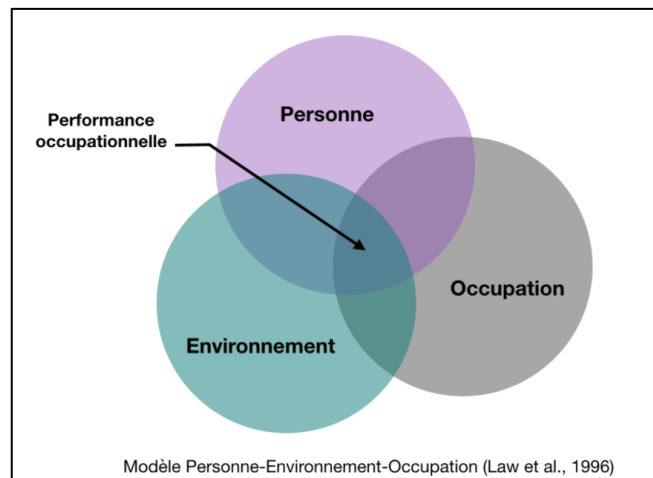 Personne
Performance
occupationnelle
Occupation
Environnement
Modèle Personne-Environnement-Occupation (Law et al., 1996)